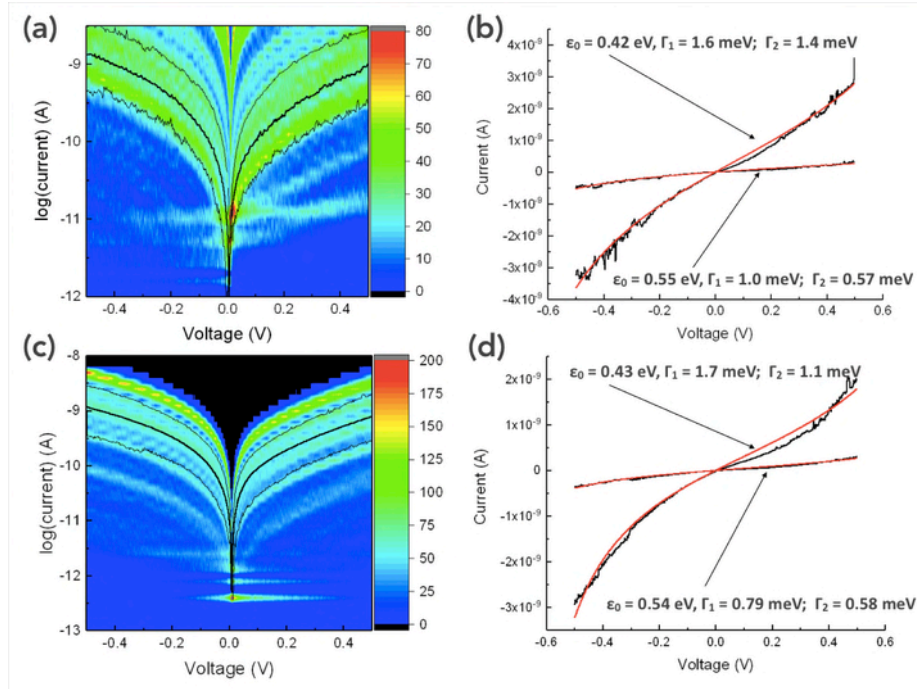 (a)
80
70
60
50
40
30
20
10
0
-9
-10
-11
-12
log(current) (A)
-0.4 -0.2 0.0 0.2 0.4
Voltage (V)
(b)
ε₀ = 0.42 eV, Γ₁ = 1.6 meV; Γ₂ = 1.4 meV
4x10⁻⁹
3x10⁻⁹
2x10⁻⁹
1x10⁻⁹
0
-1x10⁻⁹
-2x10⁻⁹
-3x10⁻⁹
-4x10⁻⁹
Current (A)
ε₀ = 0.55 eV, Γ₁ = 1.0 meV; Γ₂ = 0.57 meV
-0.6 -0.4 -0.2 0.0 0.2 0.4 0.6
Voltage (V)
(c)
200
175
150
125
100
75
50
25
0
-8
-9
-10
-11
-12
-13
log(current) (A)
-0.4 -0.2 0.0 0.2 0.4
Voltage (V)
(d)
ε₀ = 0.43 eV, Γ₁ = 1.7 meV; Γ₂ = 1.1 meV
2x10⁻⁹
1x10⁻⁹
0
-1x10⁻⁹
-2x10⁻⁹
-3x10⁻⁹
Current (A)
ε₀ = 0.54 eV, Γ₁ = 0.79 meV; Γ₂ = 0.58 meV
-0.6 -0.4 -0.2 0.0 0.2 0.4 0.6
Voltage (V)